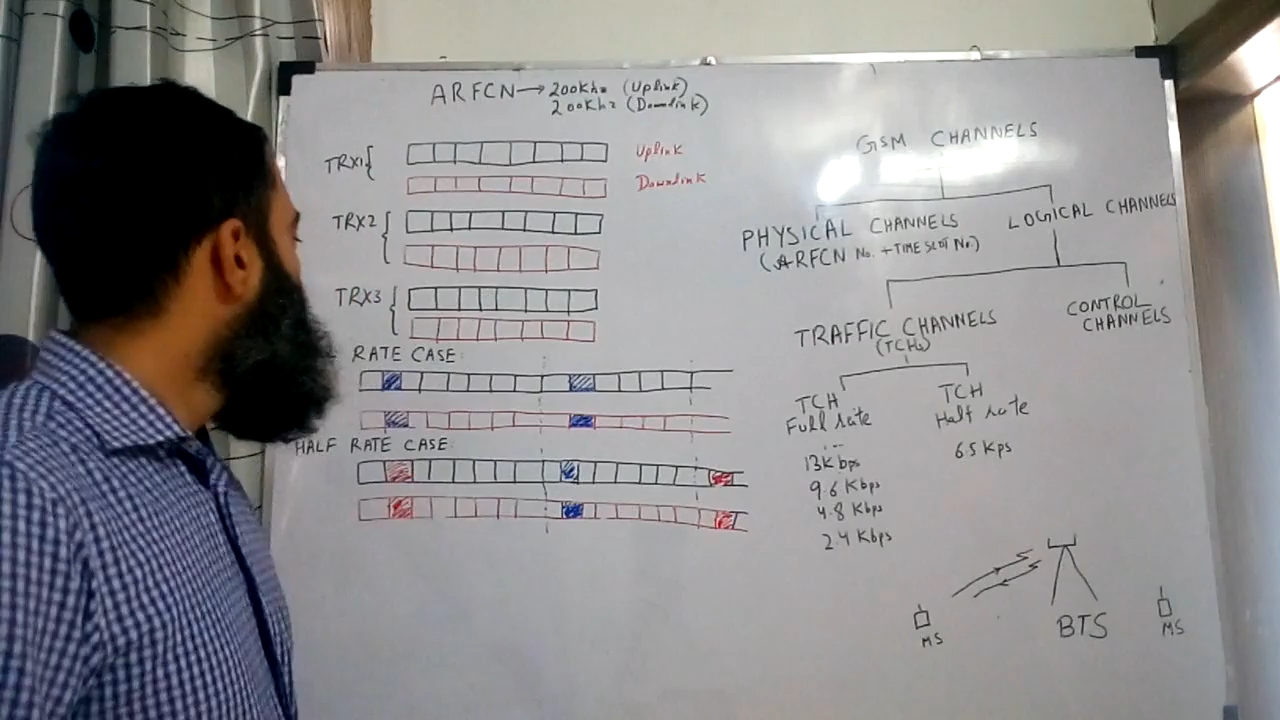 ARFCN → 200Khz (Uplink)
200Khz (Downlink)
TRX1{
Uplink
Downlink
TRX2 {
TRX3 {
RATE CASE:
HALF RATE CASE:
GSM CHANNELS
PHYSICAL CHANNELS
(ARFCN No. + TIME SLOT No.)
LOGICAL CHANNELS
TRAFFIC CHANNELS
(TCHs)
CONTROL
CHANNELS
TCH
Full rate
13Kbps
9.6 Kbps
4.8 Kbps
2.4 Kbps
TCH
Half rate
6.5 Kps
MS
BTS
MS